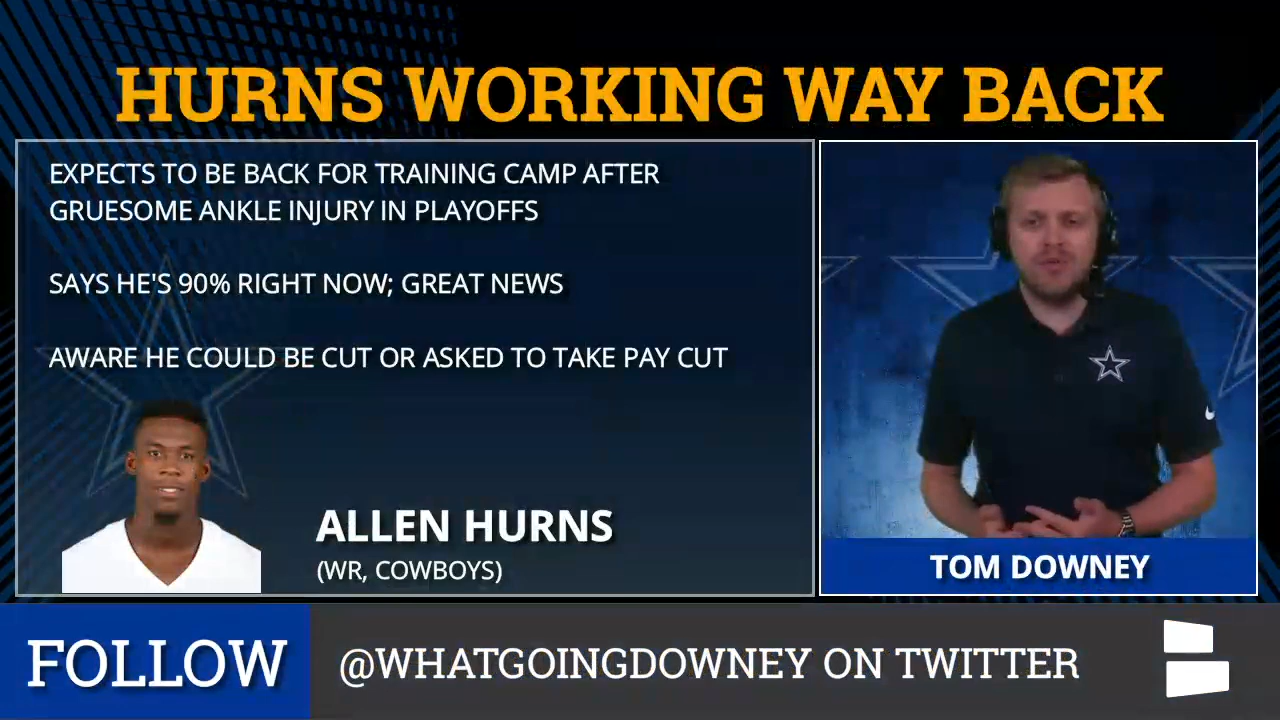 HURNS WORKING WAY BACK
EXPECTS TO BE BACK FOR TRAINING CAMP AFTER
GRUESOME ANKLE INJURY IN PLAYOFFS
SAYS HE'S 90% RIGHT NOW; GREAT NEWS
AWARE HE COULD BE CUT OR ASKED TO TAKE PAY CUT
ALLEN HURNS
(WR, COWBOYS)
TOM DOWNEY
FOLLOW @WHATGOINGDOWNEY ON TWITTER